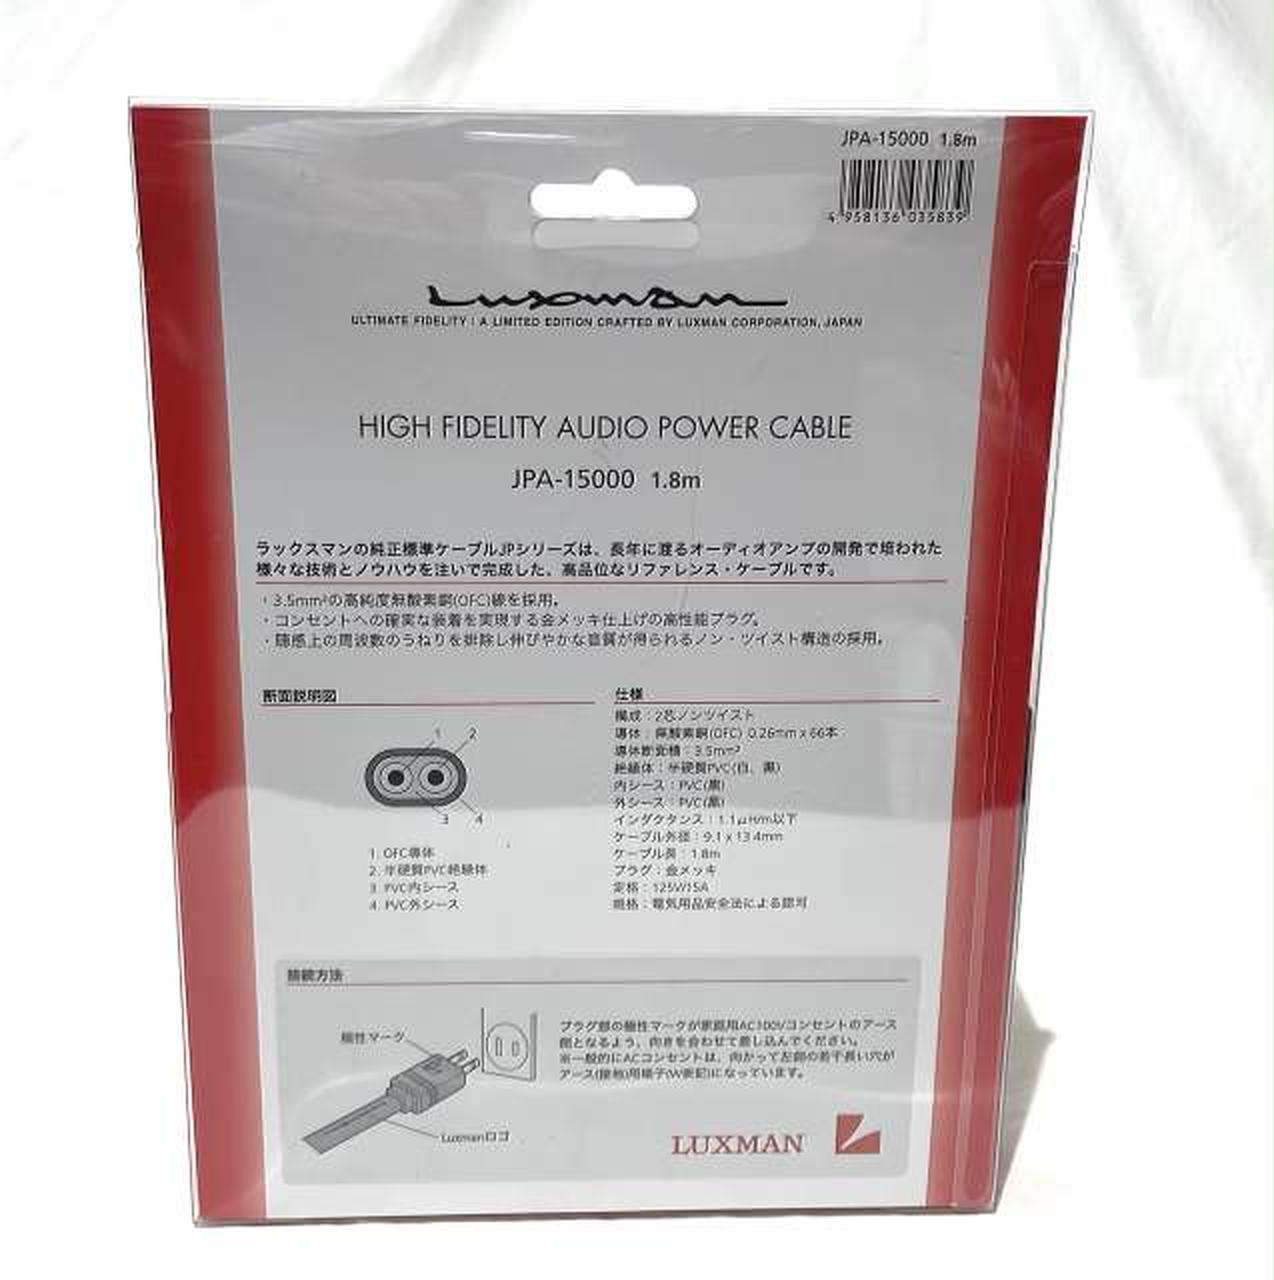 JPA-15000 1.8m
4 958136 035839
Luxman
ULTIMATE FIDELITY : A LIMITED EDITION CRAFTED BY LUXMAN CORPORATION, JAPAN
HIGH FIDELITY AUDIO POWER CABLE
JPA-15000 1.8m
ラックスマンの純正標準ケーブルJPシリーズは、長年に渡るオーディオアンプの開発で培われた
様々な技術とノウハウを注いで完成した、高品位なリファレンス・ケーブルです。
・3.5mm²の高純度無酸素銅(OFC)線を採用。
・コンセントへの確実な装着を実現する金メッキ仕上げの高性能プラグ。
・聴感上の周波数のうねりを排除し伸びやかな音質が得られるノン・ツイスト構造の採用。
断面説明図
1 2
3 4
1. OFC導体
2. 半硬質PVC絶縁体
3. PVC内シース
4. PVC外シース
仕様
構成：2芯ノンツイスト
導体：無酸素銅(OFC) 0.26mm x 66本
導体断面積：3.5mm²
絶縁体：半硬質PVC(白、黒)
内シース：PVC(黒)
外シース：PVC(黒)
インダクタンス：1.1μH/m以下
ケーブル外径：9.1 x 13.4mm
ケーブル長：1.8m
プラグ：金メッキ
定格：125V/15A
規格：電気用品安全法による認可
接続方法
極性マーク
Luxmanロゴ
プラグ部の極性マークが家庭用AC100Vコンセントのアース
側となるよう、向きを合わせて差し込んでください。
※一般的にACコンセントは、向かって左側の若干長い穴が
アース(接地)用端子(W表記)になっています。
LUXMAN